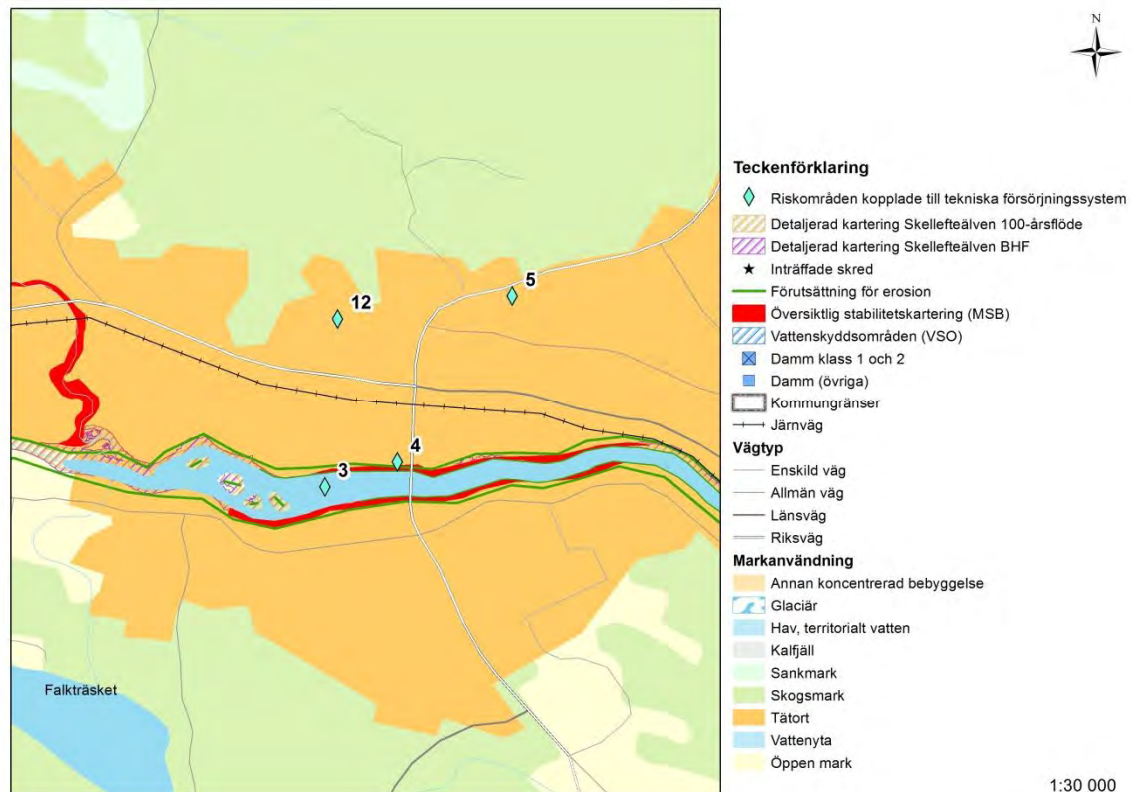 N
12
5
4
3
Falkträsket
Teckenförklaring
Riskområden kopplade till tekniska försörjningssystem
Detaljerad kartering Skellefteälven 100-årsflöde
Detaljerad kartering Skellefteälven BHF
Inträffade skred
Förutsättning för erosion
Översiktlig stabilitetskartering (MSB)
Vattenskyddsområden (VSO)
Damm klass 1 och 2
Damm (övriga)
Kommungränser
Järnväg
Vägtyp
Enskild väg
Allmän väg
Länsväg
Riksväg
Markanvändning
Annan koncentrerad bebyggelse
Glaciär
Hav, territorialt vatten
Kalfjäll
Sankmark
Skogsmark
Tätort
Vattenyta
Öppen mark
1:30 000